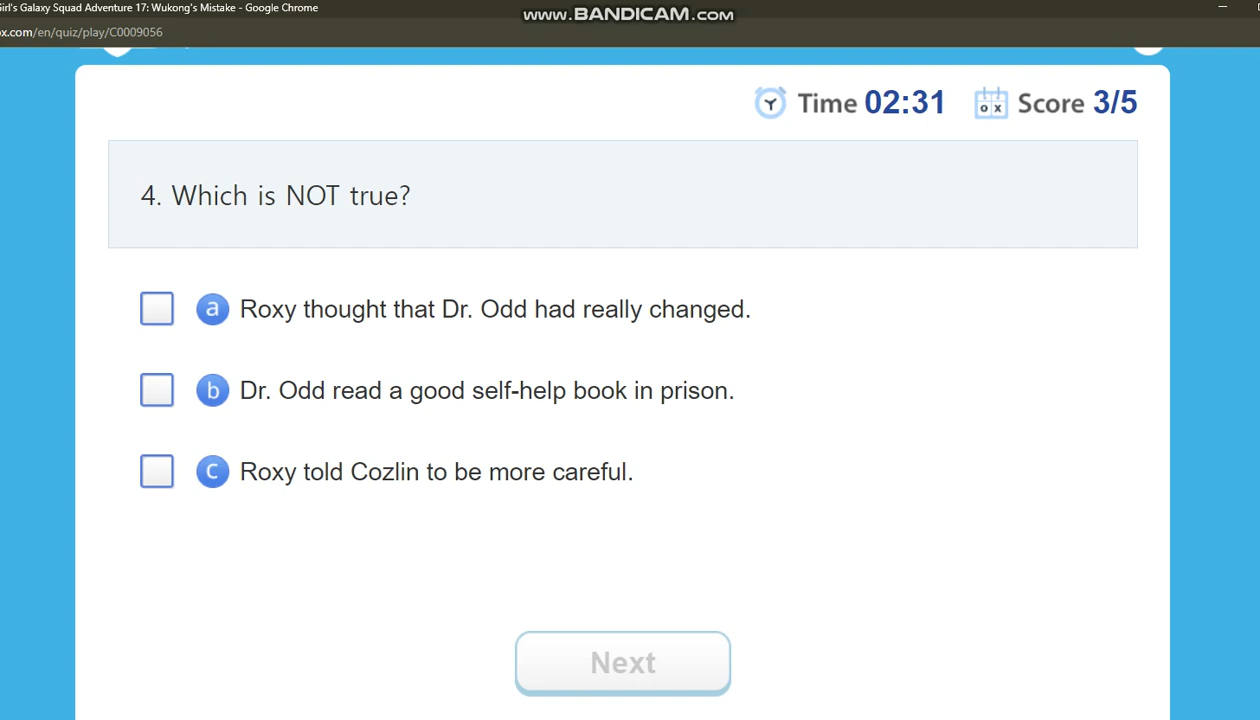 Girl's Galaxy Squad Adventure 17: Wukong's Mistake - Google Chrome
www.BANDICAM.com
x.com/en/quiz/play/C0009056
Time 02:31 Score 3/5
4. Which is NOT true?
a Roxy thought that Dr. Odd had really changed.
b Dr. Odd read a good self-help book in prison.
c Roxy told Cozlin to be more careful.
Next